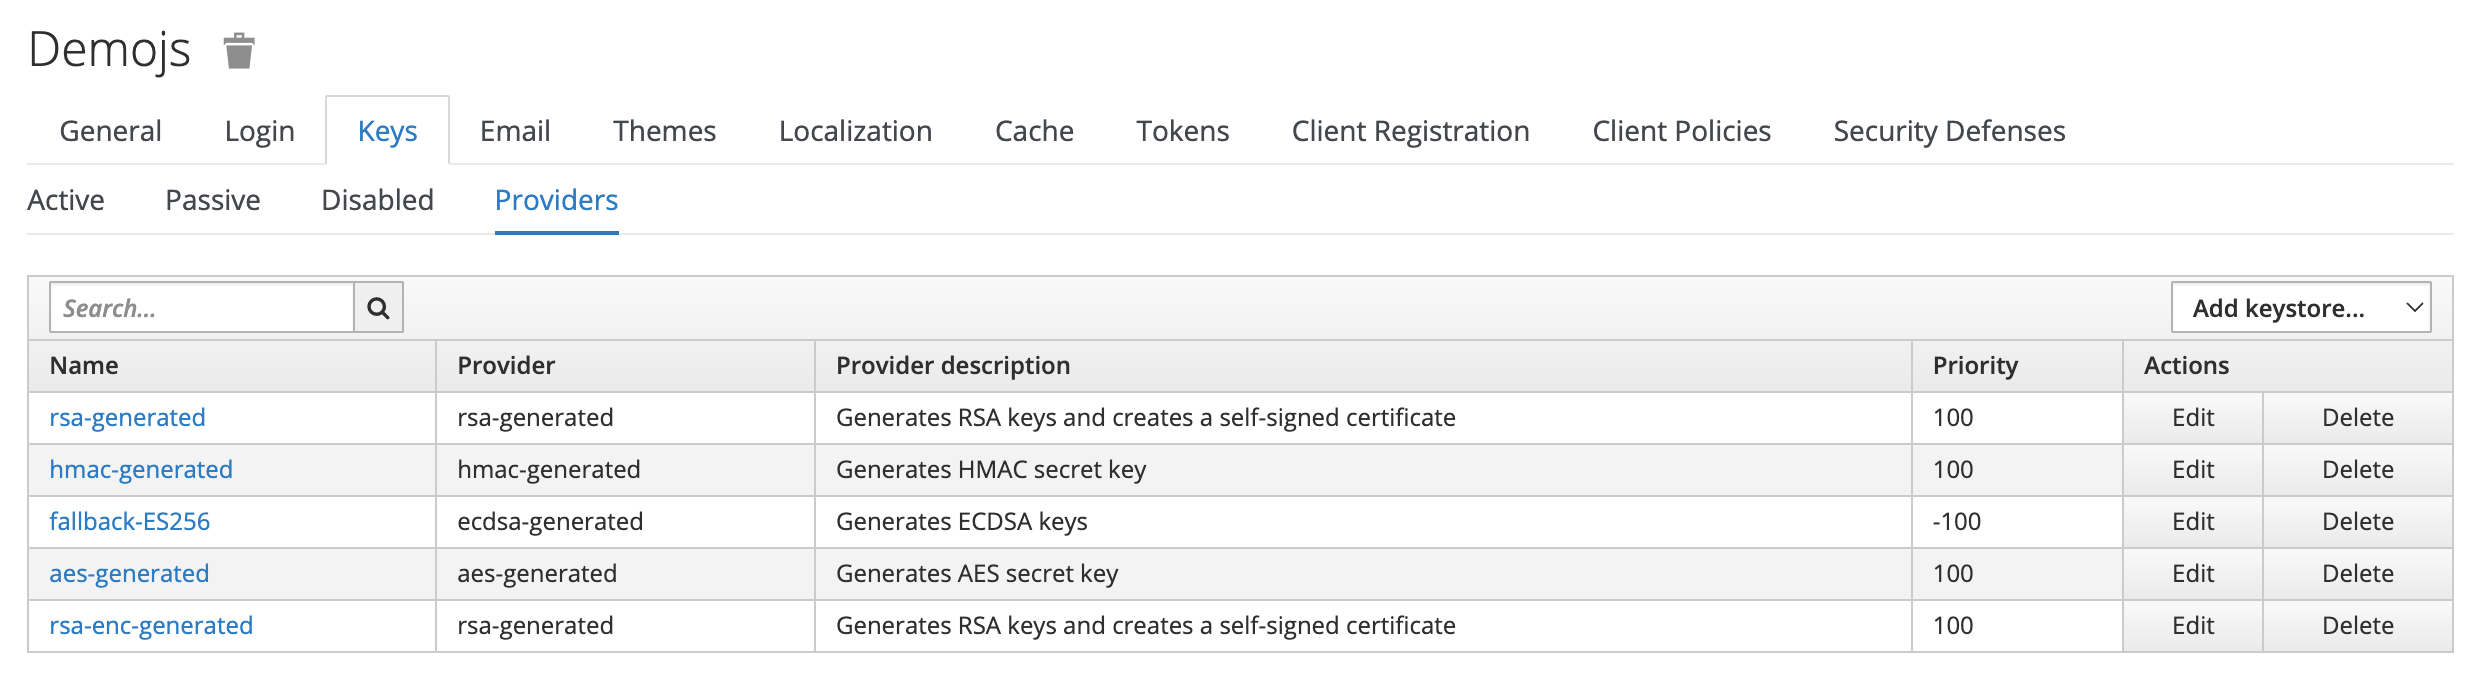 Demojs
General Login Keys Email Themes Localization Cache Tokens Client Registration Client Policies Security Defenses
Active Passive Disabled Providers
Search... Add keystore...
Name Provider Provider description Priority Actions
rsa-generated rsa-generated Generates RSA keys and creates a self-signed certificate 100 Edit Delete
hmac-generated hmac-generated Generates HMAC secret key 100 Edit Delete
fallback-ES256 ecdsa-generated Generates ECDSA keys -100 Edit Delete
aes-generated aes-generated Generates AES secret key 100 Edit Delete
rsa-enc-generated rsa-generated Generates RSA keys and creates a self-signed certificate 100 Edit Delete